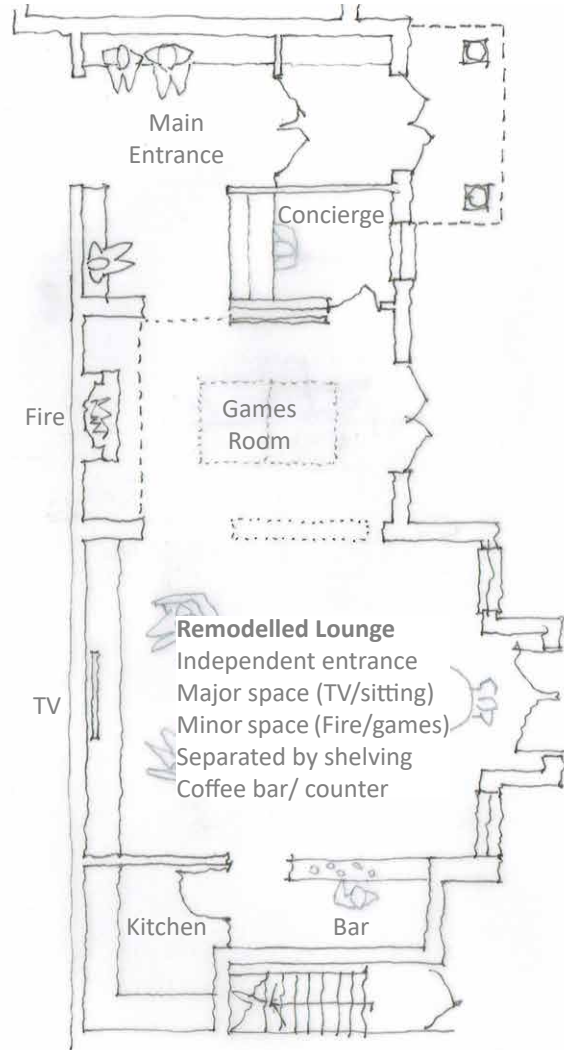 Main
Entrance
Concierge
Fire
Games
Room
Remodelled Lounge
Independent entrance
Major space (TV/sitting)
TV
Minor space (Fire/games)
Separated by shelving
Coffee bar/ counter
Kitchen
Bar